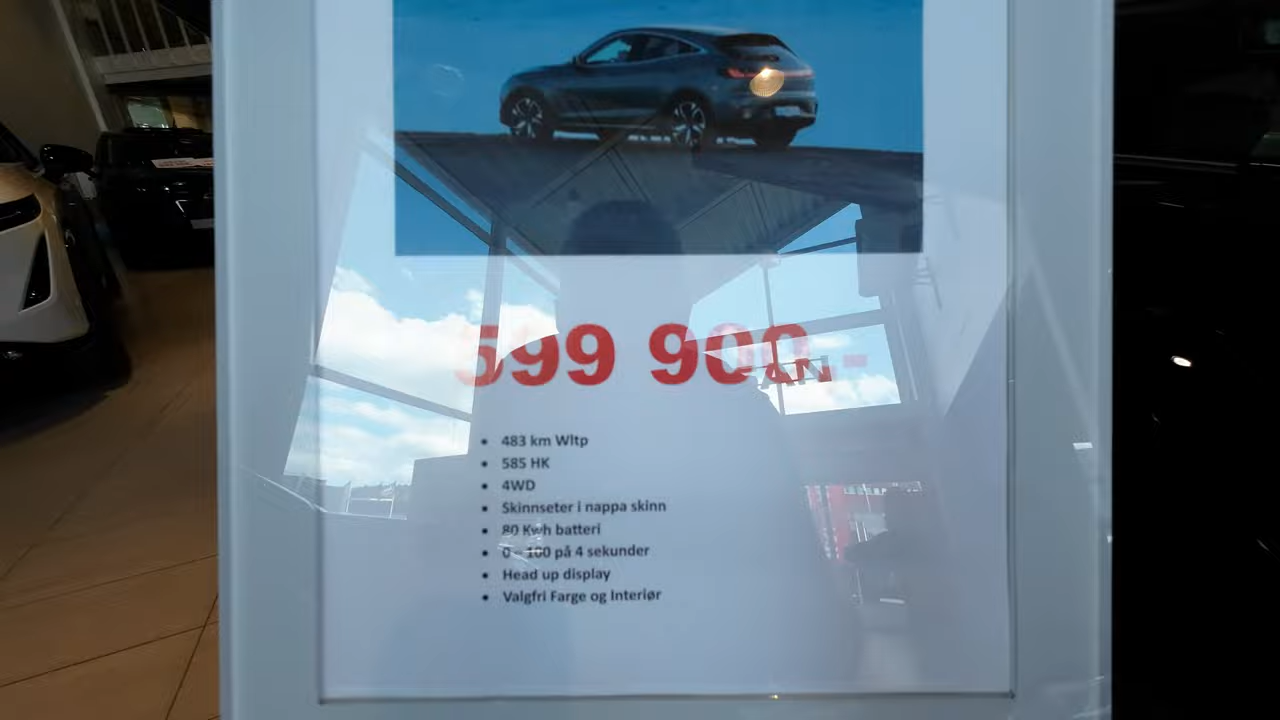 599 900.-
483 km Wltp
585 HK
4WD
Skinnseter i nappa skinn
80 Kwh batteri
0 – 100 på 4 sekunder
Head up display
Valgfri Farge og Interiør